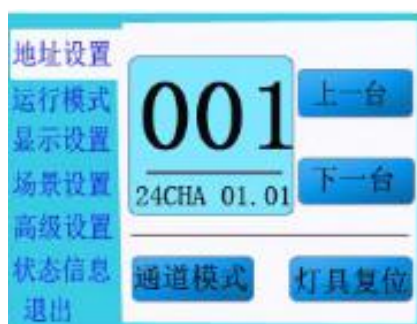 地址设置
运行模式
显示设置
场景设置
高级设置
状态信息
退出
001
24CHA 01.01
上一台
下一台
通道模式
灯具复位